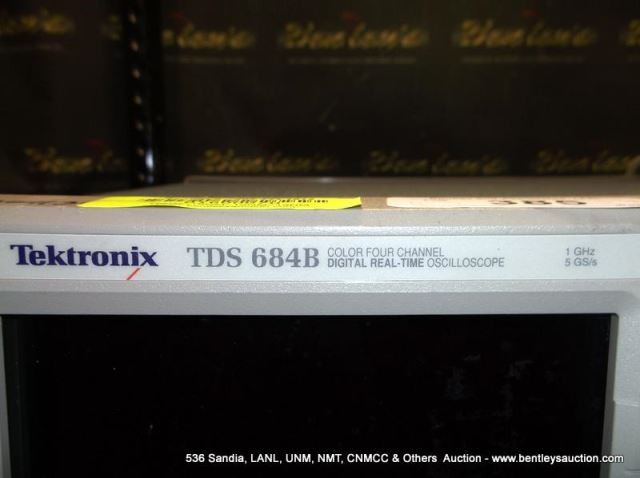 385
Tektronix
TDS 684B
COLOR FOUR CHANNEL
DIGITAL REAL-TIME OSCILLOSCOPE
1 GHz
5 GS/s
536 Sandia, LANL, UNM, NMT, CNMCC & Others Auction - www.bentleysauction.com